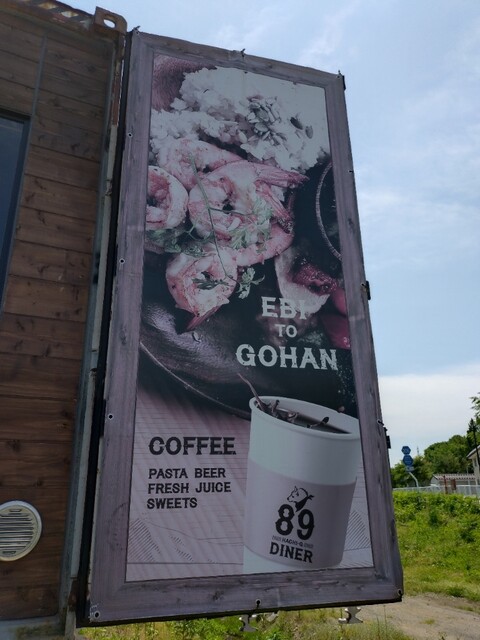 EBI
TO
GOHAN
COFFEE
PASTA BEER
FRESH JUICE
SWEETS
89
DINER